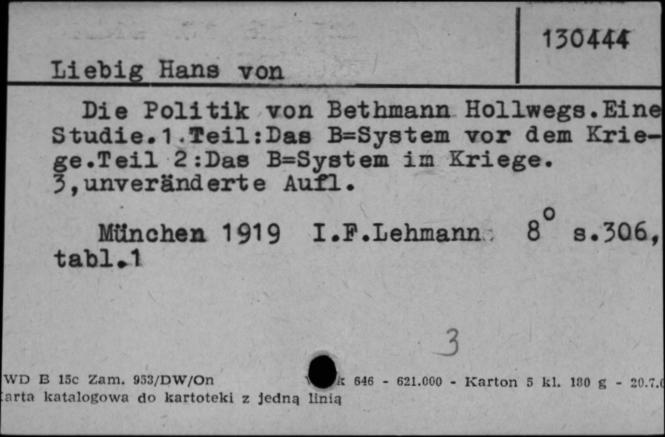 130444
Liebig Hans von
Die Politik von Bethmann Hollwegs.Eine
Studie.1.Teil:Das B=System vor dem Krie-
ge.Teil 2:Das B=System im Kriege.
3,unveränderte Aufl.
München 1919 I.F.Lehmann 8° s.306,
tabl.1
3
WD B 15c Zam. 953/DW/On 646 - 621.000 - Karton 5 kl. 180 g - 20.7.
arta katalogowa do kartoteki z jedną linią